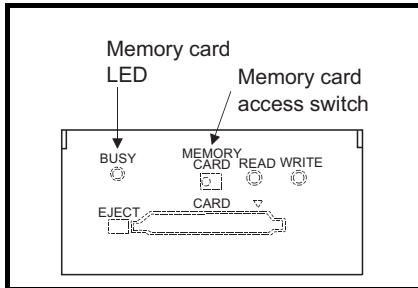 Memory card
LED
Memory card
access switch
BUSY
MEMORY
CARD
READ WRITE
EJECT
CARD